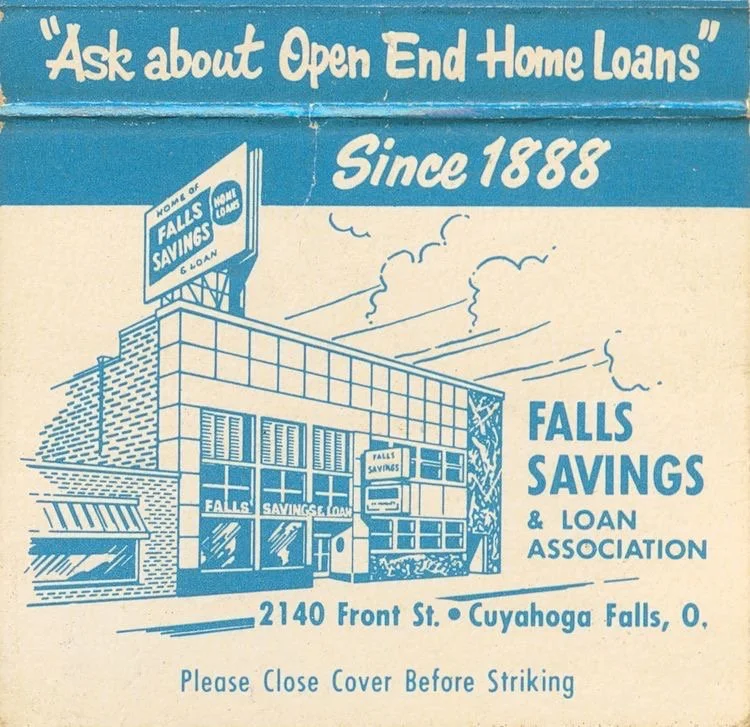 "Ask about Open End Home Loans"
Since 1888
HOME OF
FALLS
SAVINGS
& LOAN
HOME
LOANS
FALLS
SAVINGS
FALLS SAVINGS & LOAN
FALLS
SAVINGS
& LOAN
ASSOCIATION
2140 Front St. • Cuyahoga Falls, O.
Please Close Cover Before Striking